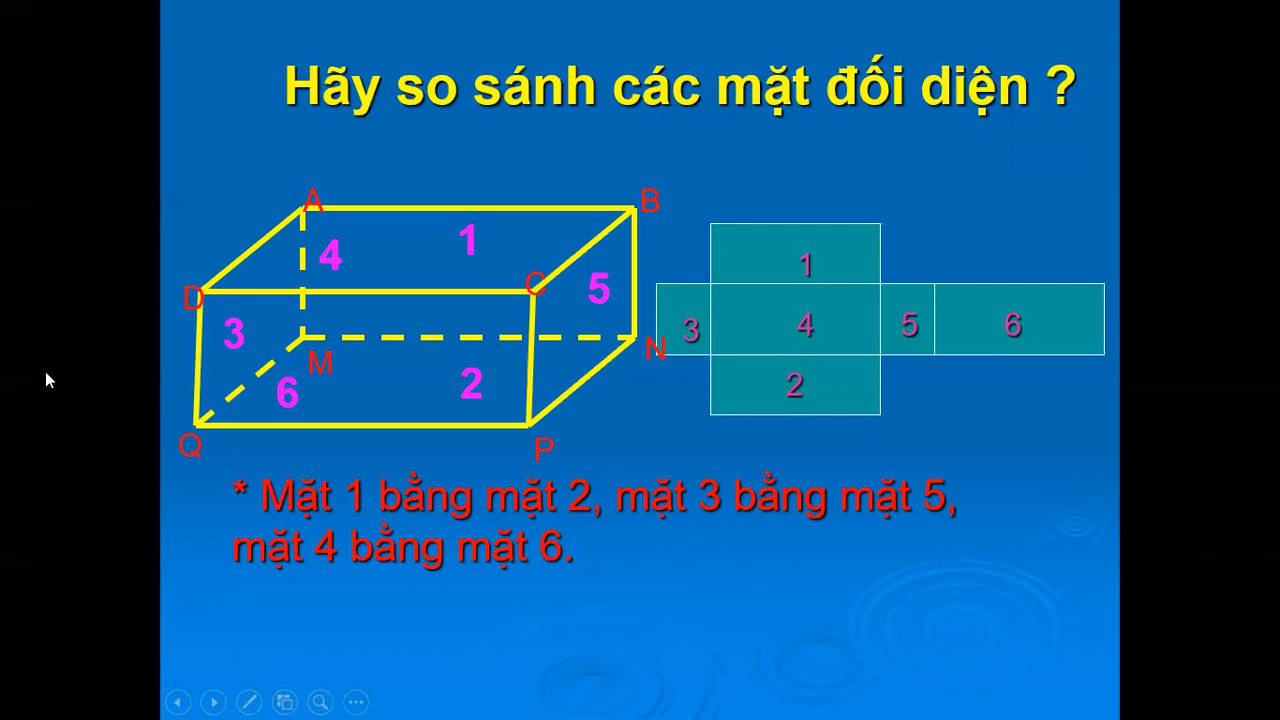 Hãy so sánh các mặt đối diện ?
A
B
4
1
D
C
5
3
M
N
6
2
Q
P
1
3
4
5
6
2
* Mặt 1 bằng mặt 2, mặt 3 bằng mặt 5,
mặt 4 bằng mặt 6.